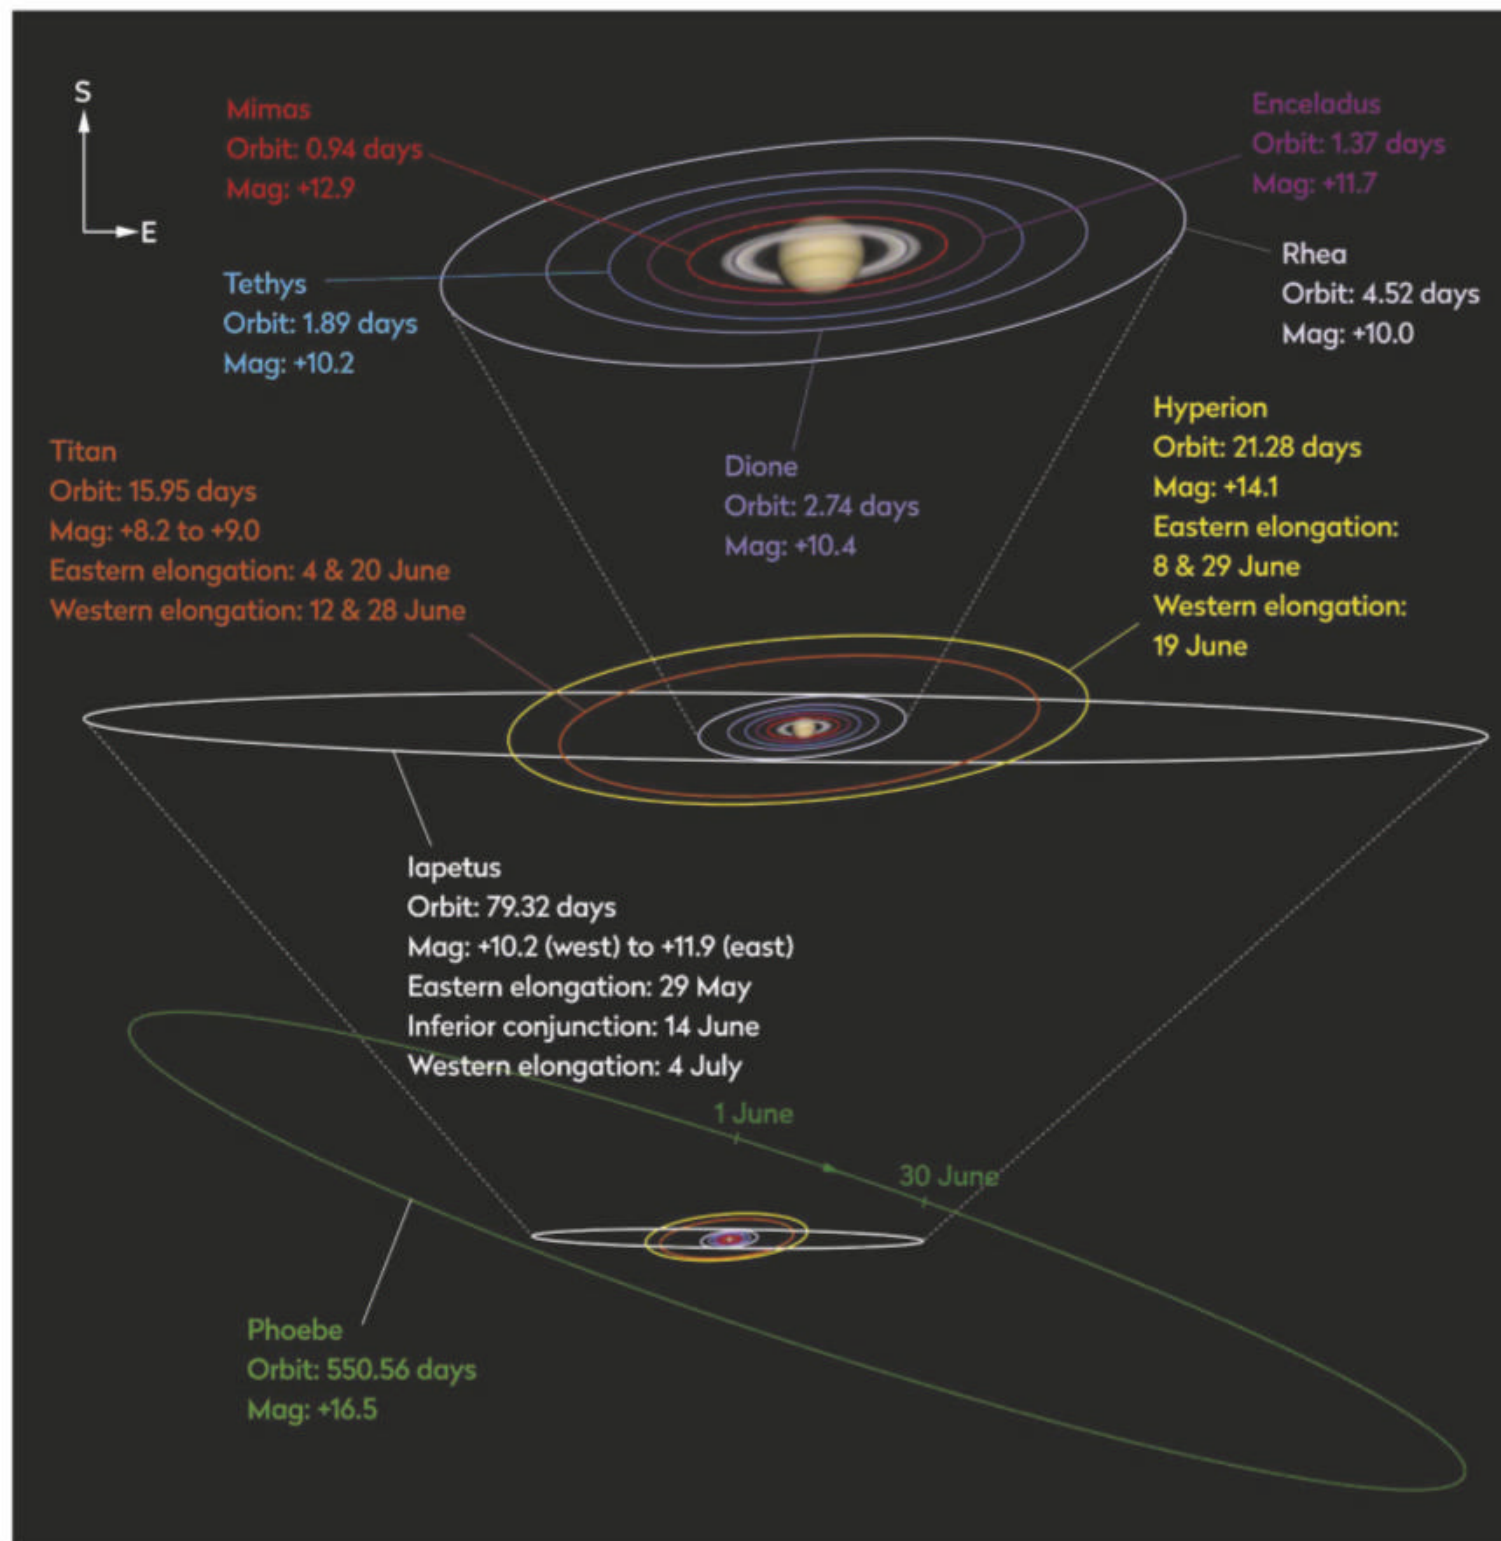 S
E
Mimas
Orbit: 0.94 days
Mag: +12.9
Enceladus
Orbit: 1.37 days
Mag: +11.7
Tethys
Orbit: 1.89 days
Mag: +10.2
Rhea
Orbit: 4.52 days
Mag: +10.0
Dione
Orbit: 2.74 days
Mag: +10.4
Titan
Orbit: 15.95 days
Mag: +8.2 to +9.0
Eastern elongation: 4 & 20 June
Western elongation: 12 & 28 June
Hyperion
Orbit: 21.28 days
Mag: +14.1
Eastern elongation:
8 & 29 June
Western elongation:
19 June
Iapetus
Orbit: 79.32 days
Mag: +10.2 (west) to +11.9 (east)
Eastern elongation: 29 May
Inferior conjunction: 14 June
Western elongation: 4 July
1 June
30 June
Phoebe
Orbit: 550.56 days
Mag: +16.5